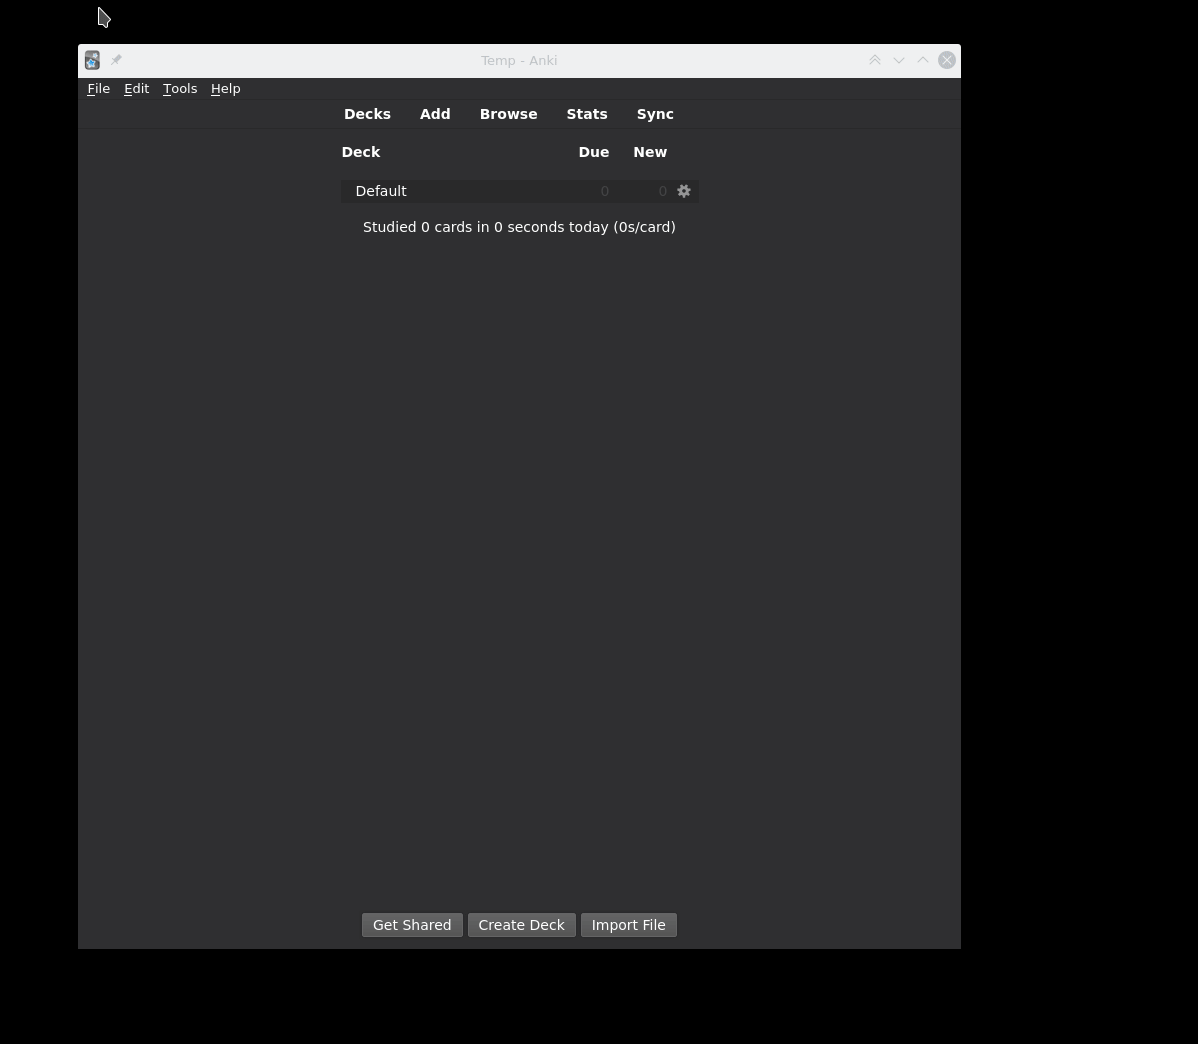 Temp - Anki
File Edit Tools Help
Decks Add Browse Stats Sync
Deck Due New
Default 0 0
Studied 0 cards in 0 seconds today (0s/card)
Get Shared Create Deck Import File